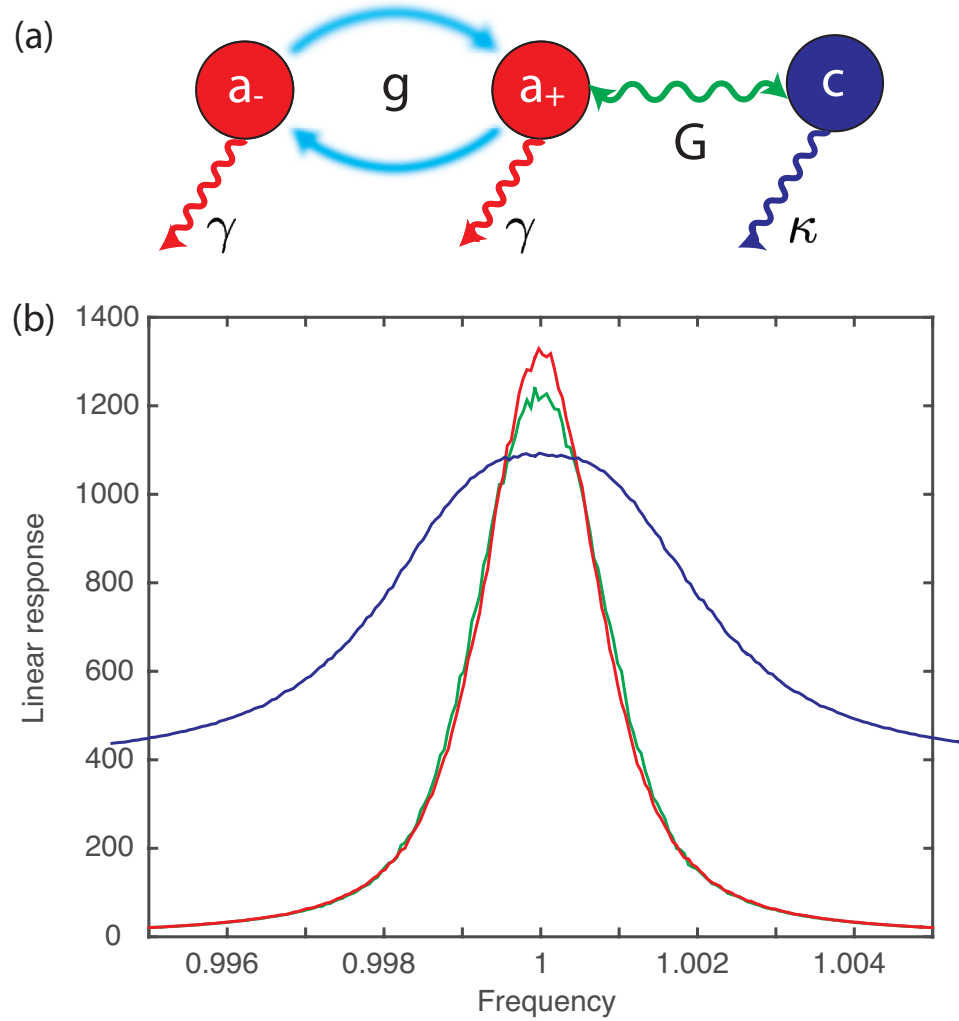 (a)
a- g a+ G c
γ γ κ
(b)
1400
1200
1000
800
600
400
200
0
Linear response
0.996 0.998 1 1.002 1.004
Frequency